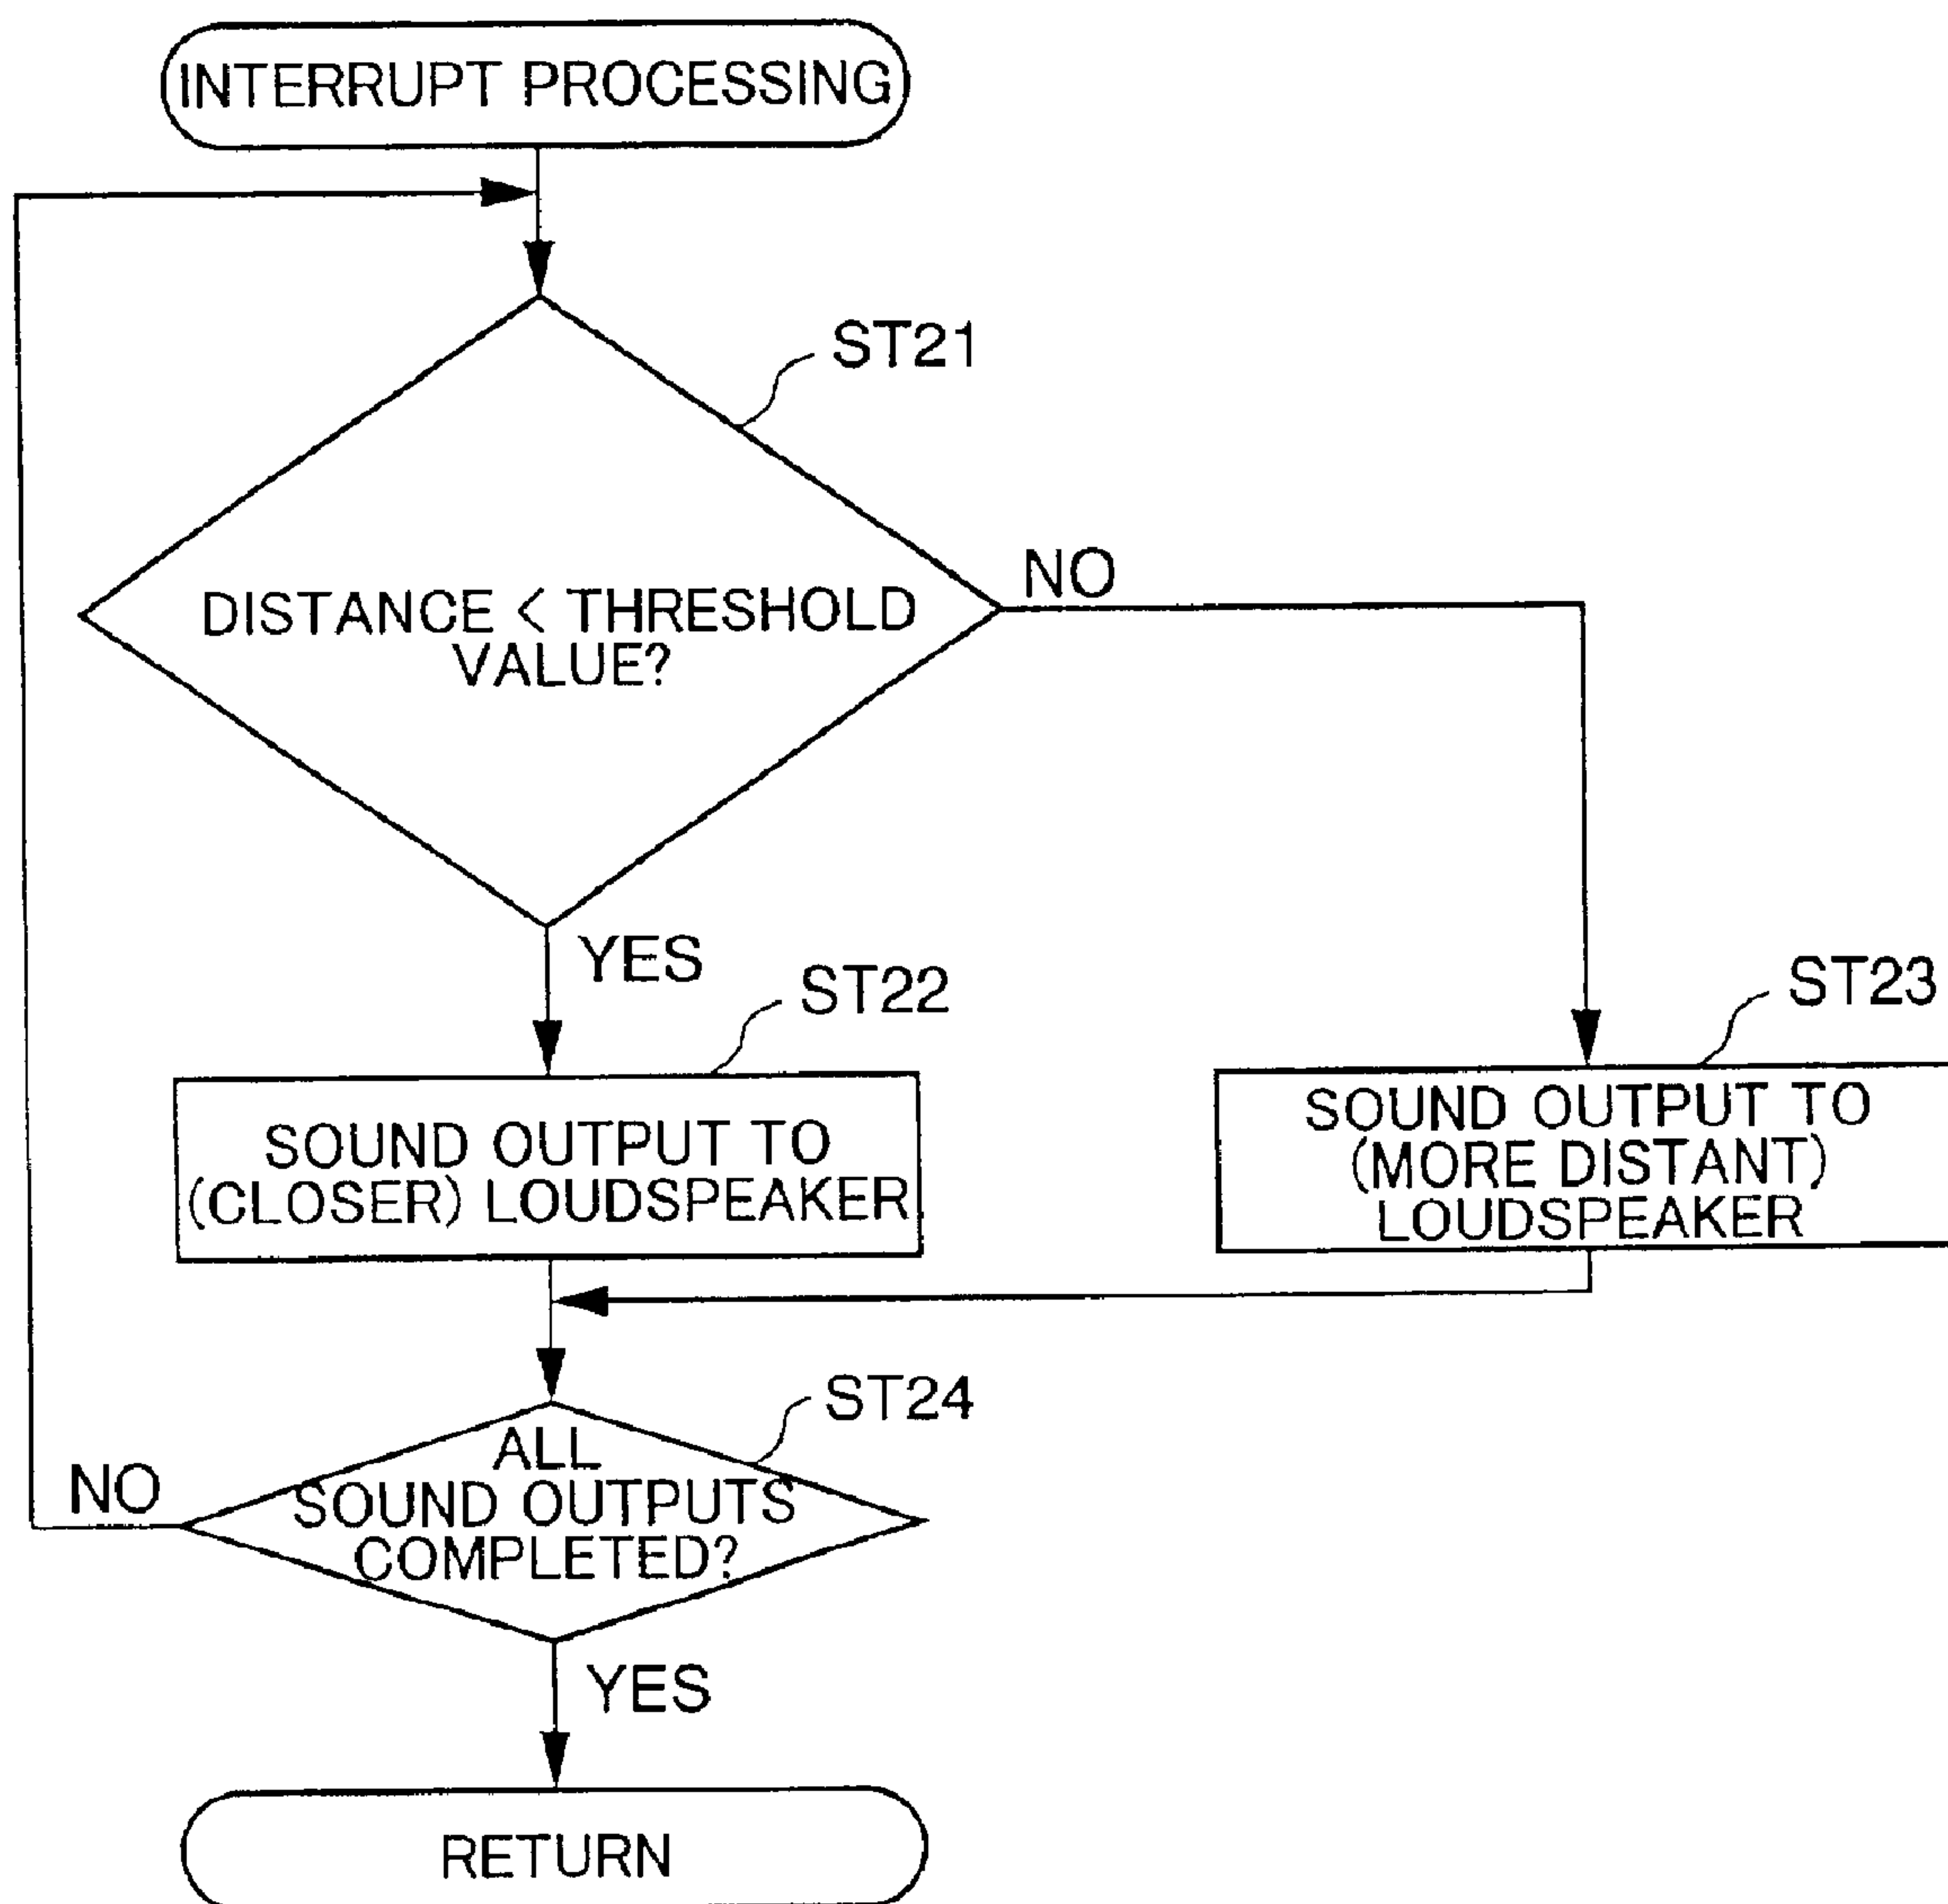 INTERRUPT PROCESSING
ST21
DISTANCE < THRESHOLD
VALUE?
NO
YES
ST22
SOUND OUTPUT TO
(CLOSER) LOUDSPEAKER
ST23
SOUND OUTPUT TO
(MORE DISTANT)
LOUDSPEAKER
ST24
ALL
SOUND OUTPUTS
COMPLETED?
NO
YES
RETURN